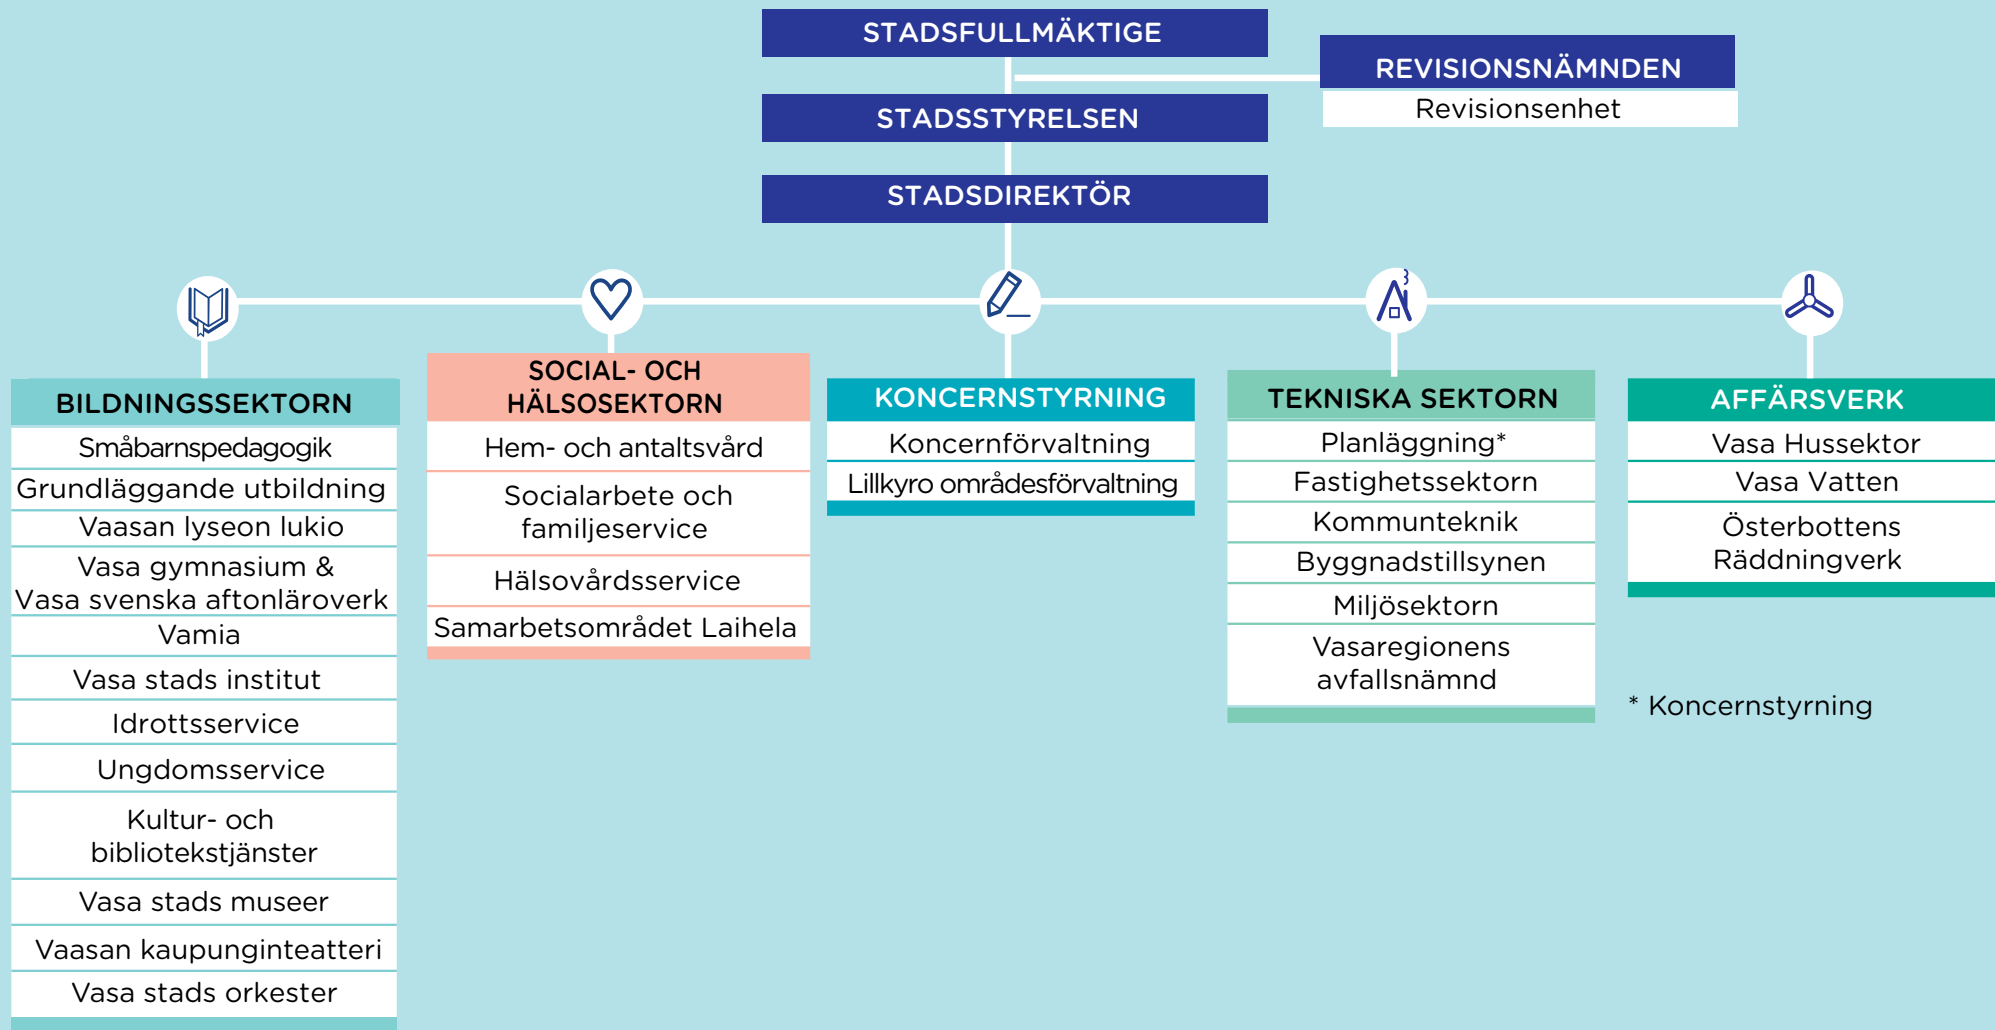 STADSFULLMÄKTIGE
REVISIONSNÄMNDEN
Revisionsenhet
STADSSTYRELSEN
STADSDIREKTÖR
BILDNINGSSEKTORN
Småbarnspedagogik
Grundläggande utbildning
Vaasan lyseon lukio
Vasa gymnasium &
Vasa svenska aftonläroverk
Vamia
Vasa stads institut
Idrottsservice
Ungdomsservice
Kultur- och
bibliotekstjänster
Vasa stads museer
Vaasan kaupunginteatteri
Vasa stads orkester
SOCIAL- OCH
HÄLSOSEKTORN
Hem- och antaltsvård
Socialarbete och
familjeservice
Hälsovårdsservice
Samarbetsområdet Laihela
KONCERNSTYRNING
Koncernförvaltning
Lillkyro områdesförvaltning
TEKNISKA SEKTORN
Planläggning*
Fastighetssektorn
Kommunteknik
Byggnadstillsynen
Miljösektorn
Vasaregionens
avfallsnämnd
AFFÄRSVERK
Vasa Hussektor
Vasa Vatten
Österbottens
Räddningverk
* Koncernstyrning